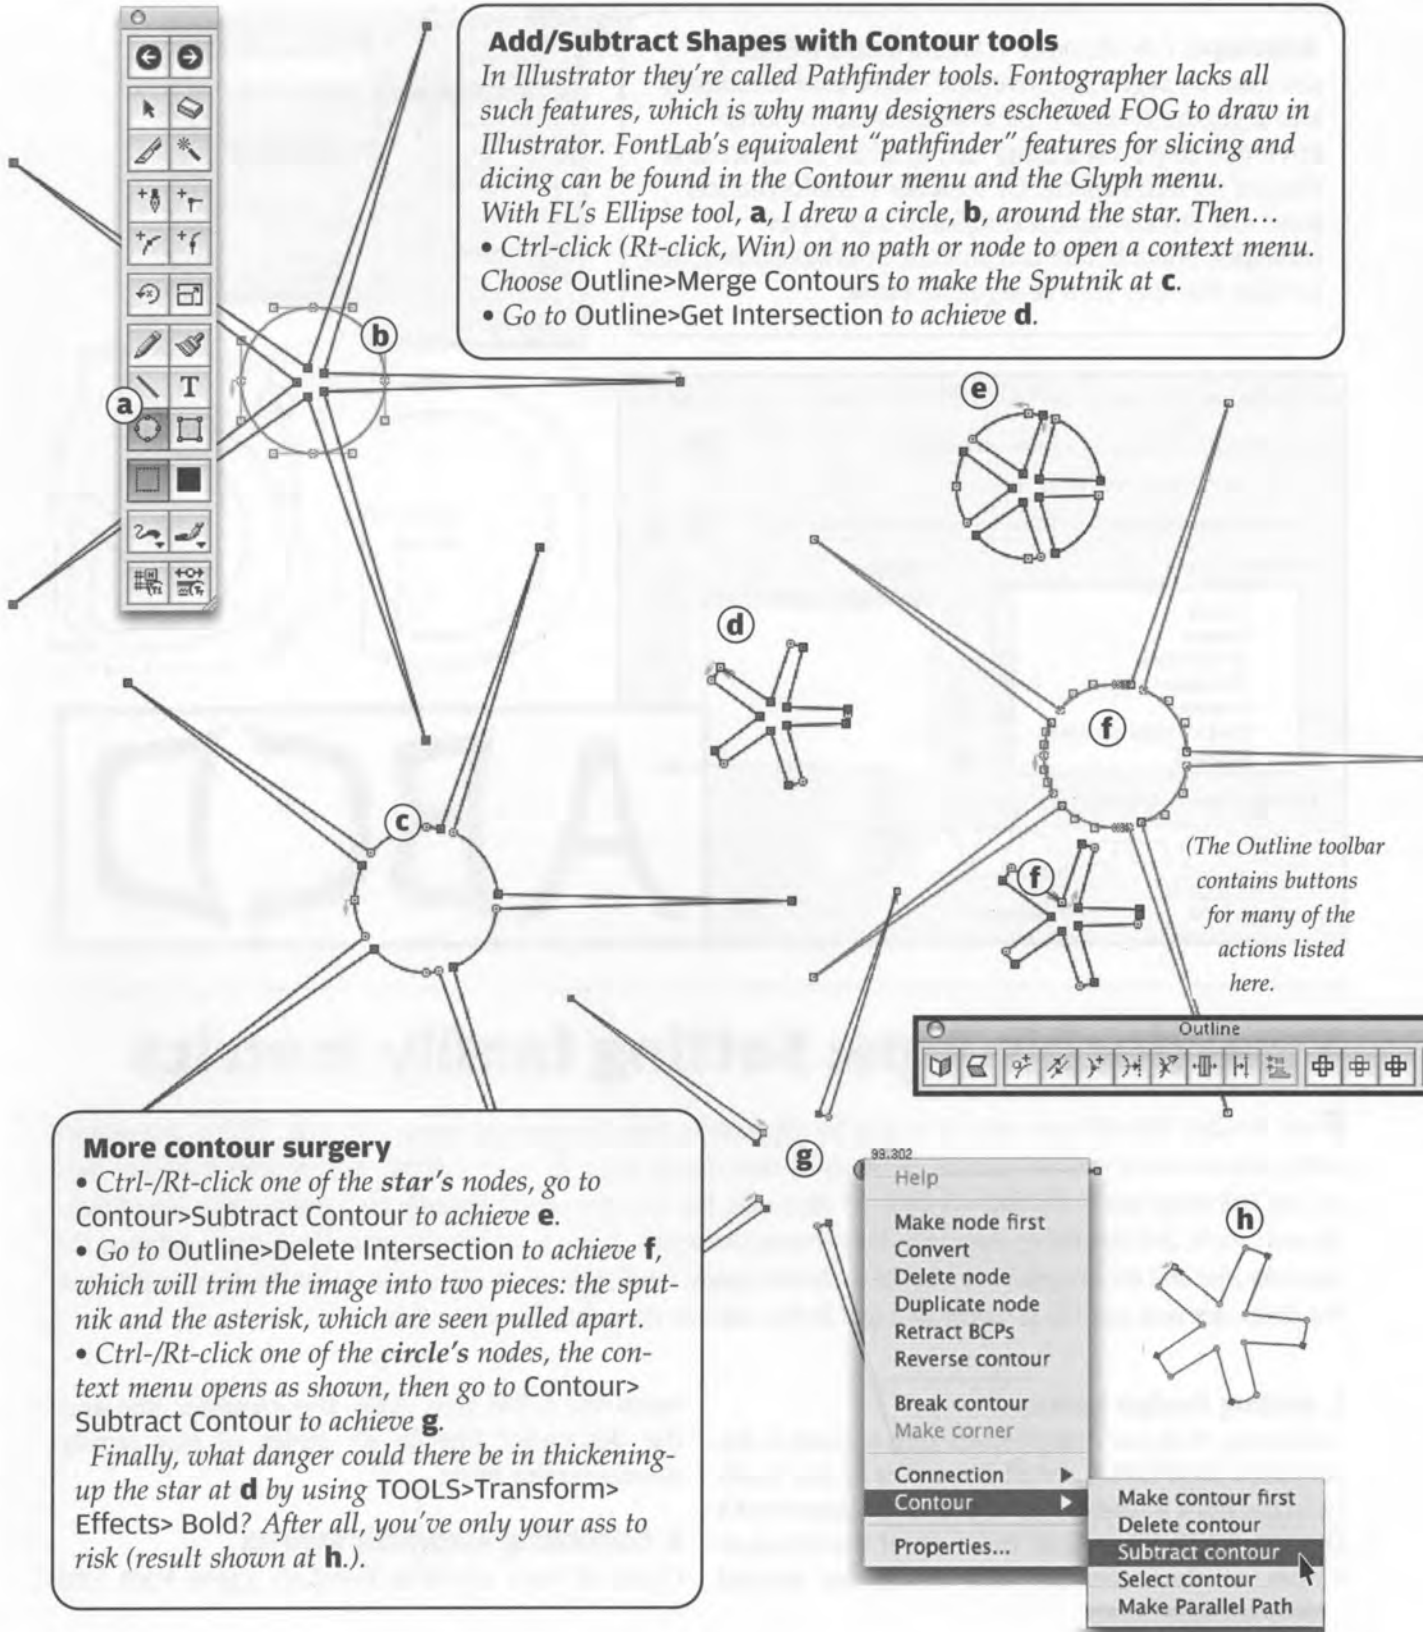 Add/Subtract Shapes with Contour tools
In Illustrator they're called Pathfinder tools. Fontographer lacks all
such features, which is why many designers eschewed FOG to draw in
Illustrator. FontLab's equivalent “pathfinder” features for slicing and
dicing can be found in the Contour menu and the Glyph menu.
With FL's Ellipse tool, a, I drew a circle, b, around the star. Then…
• Ctrl-click (Rt-click, Win) on no path or node to open a context menu.
Choose Outline>Merge Contours to make the Sputnik at c.
• Go to Outline>Get Intersection to achieve d.
T
a
b
e
d
f
c
f
(The Outline toolbar
contains buttons
for many of the
actions listed
here.
Outline
More contour surgery
• Ctrl-/Rt-click one of the star's nodes, go to
Contour>Subtract Contour to achieve e.
• Go to Outline>Delete Intersection to achieve f,
which will trim the image into two pieces: the sput-
nik and the asterisk, which are seen pulled apart.
• Ctrl-/Rt-click one of the circle's nodes, the con-
text menu opens as shown, then go to Contour>
Subtract Contour to achieve g.
Finally, what danger could there be in thickening-
up the star at d by using TOOLS>Transform>
Effects> Bold? After all, you've only your ass to
risk (result shown at h.).
g
99.302
Help
Make node first
Convert
Delete node
Duplicate node
Retract BCPs
Reverse contour
Break contour
Make corner
Connection
Contour
Properties...
h
Make contour first
Delete contour
Subtract contour
Select contour
Make Parallel Path